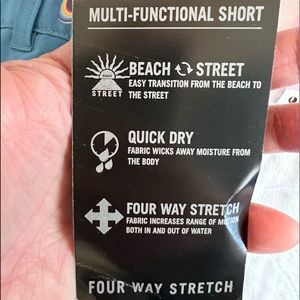 MULTI-FUNCTIONAL SHORT
BEACH STREET
BEACH
STREET
EASY TRANSITION FROM THE BEACH TO
THE STREET
QUICK DRY
FABRIC WICKS AWAY MOISTURE FROM
THE BODY
FOUR WAY STRETCH
FABRIC INCREASES RANGE OF MOTION
BOTH IN AND OUT OF WATER
FOUR WAY STRETCH